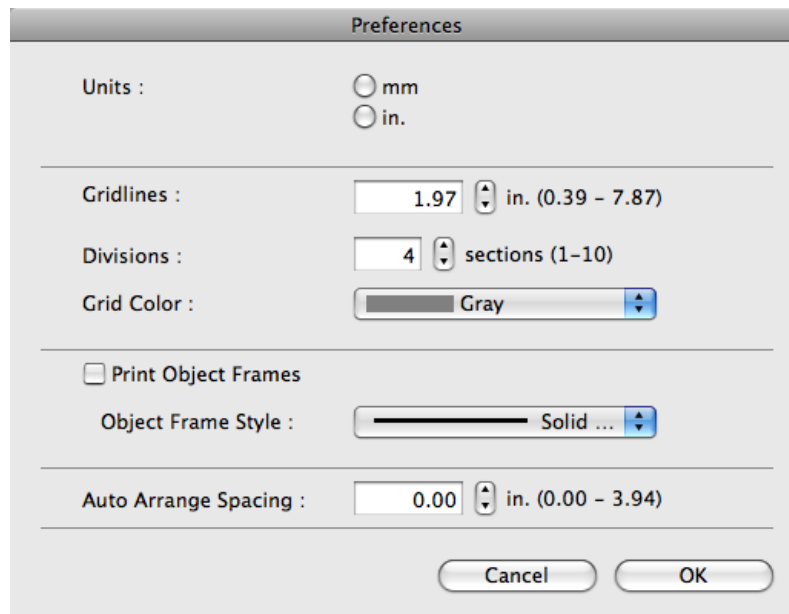 Preferences
Units : mm
in.
Gridlines : 1.97 in. (0.39 – 7.87)
Divisions : 4 sections (1–10)
Grid Color : Gray
Print Object Frames
Object Frame Style : Solid ...
Auto Arrange Spacing : 0.00 in. (0.00 – 3.94)
Cancel OK